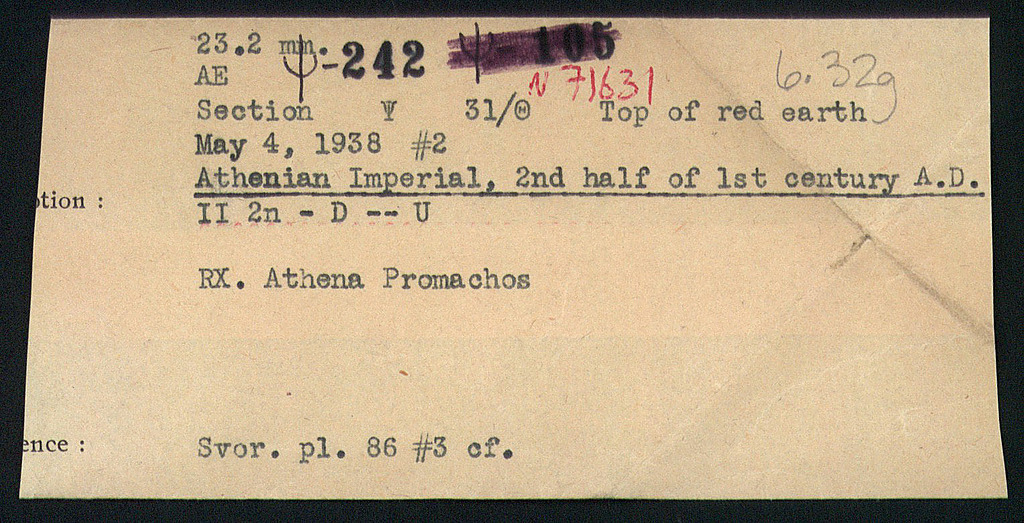 23.2 mm. Ψ-242 Ψ-105
AE N 71631 6.32g
Section Ψ 31/Θ Top of red earth
May 4, 1938 #2
Athenian Imperial, 2nd half of 1st century A.D.
ption : II 2n - D -- U
RX. Athena Promachos
ence : Svor. pl. 86 #3 cf.